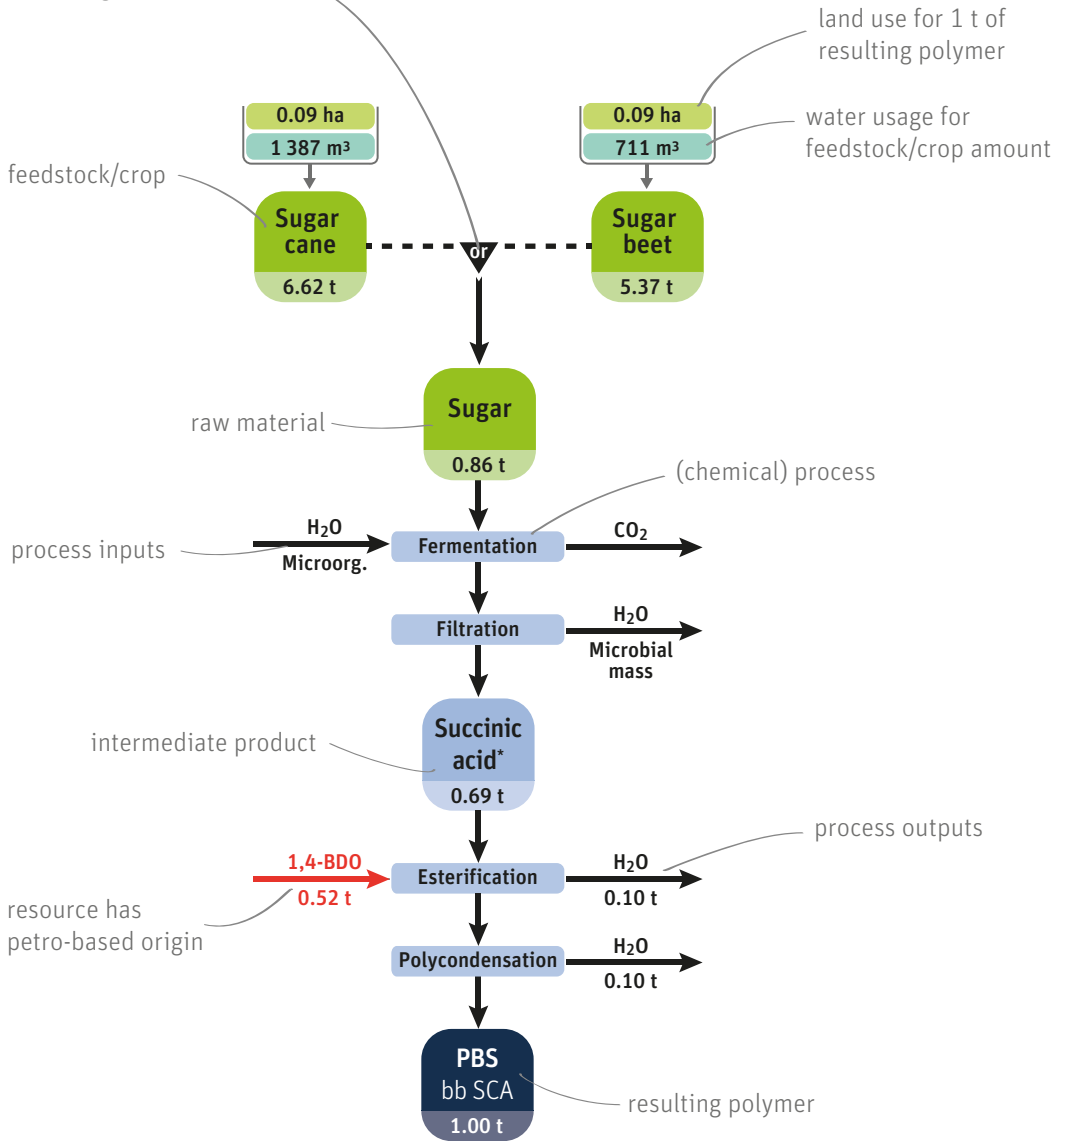 land use for 1 t of
resulting polymer
0.09 ha
1 387 m³
0.09 ha
711 m³
water usage for
feedstock/crop amount
feedstock/crop
Sugar
cane
6.62 t
or
Sugar
beet
5.37 t
raw material
Sugar
0.86 t
(chemical) process
process inputs
H₂O
Microorg.
Fermentation
CO₂
Filtration
H₂O
Microbial
mass
intermediate product
Succinic
acid*
0.69 t
process outputs
1,4-BDO
0.52 t
Esterification
H₂O
0.10 t
resource has
petro-based origin
Polycondensation
H₂O
0.10 t
PBS
bb SCA
1.00 t
resulting polymer